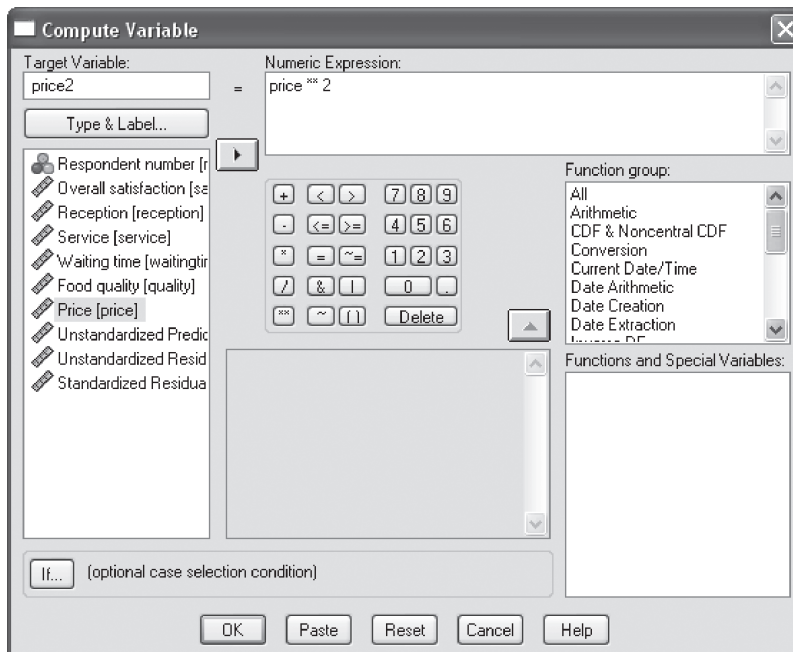 Compute Variable
Target Variable:
price2
=
Numeric Expression:
price ** 2
Type & Label...
Respondent number [r
Overall satisfaction [sa
Reception [reception]
Service [service]
Waiting time [waitingtir
Food quality [quality]
Price [price]
Unstandardized Predic
Unstandardized Resid
Standardized Residua
+ < > 7 8 9
- <= >= 4 5 6
* = ~= 1 2 3
/ & | 0 .
** ~ () Delete
Function group:
All
Arithmetic
CDF & Noncentral CDF
Conversion
Current Date/Time
Date Arithmetic
Date Creation
Date Extraction
Functions and Special Variables:
If... (optional case selection condition)
OK Paste Reset Cancel Help